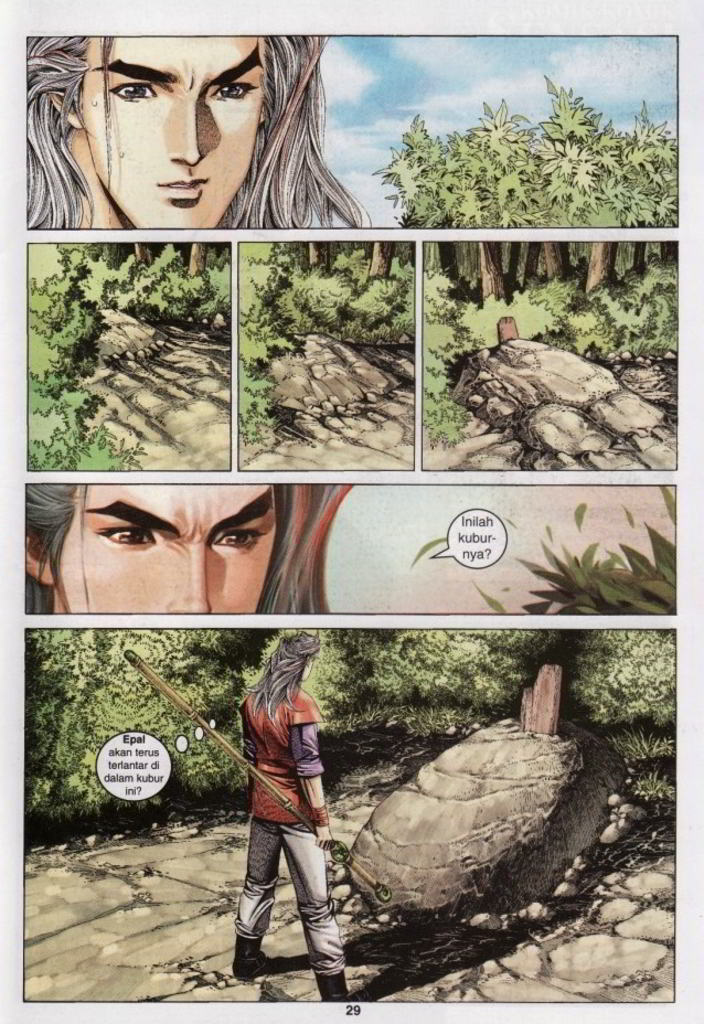 Inilah
kubur-
nya?
Epal
akan terus
terlantar di
dalam kubur
ini?
29